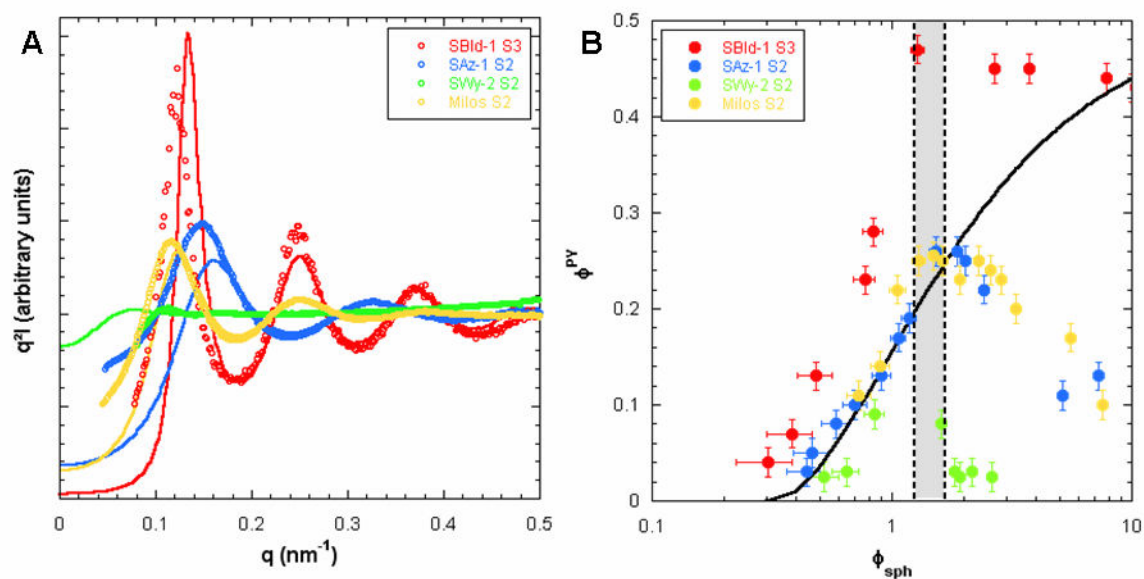 A
SBld-1 S3
SAz-1 S2
SWy-2 S2
Milos S2
q²I (arbitrary units)
0 0.1 0.2 0.3 0.4 0.5
q (nm⁻¹)
B
SBld-1 S3
SAz-1 S2
SWy-2 S2
Milos S2
0.5
0.4
0.3
0.2
0.1
0
ϕᴾʸ
0.1 1 10
ϕsph